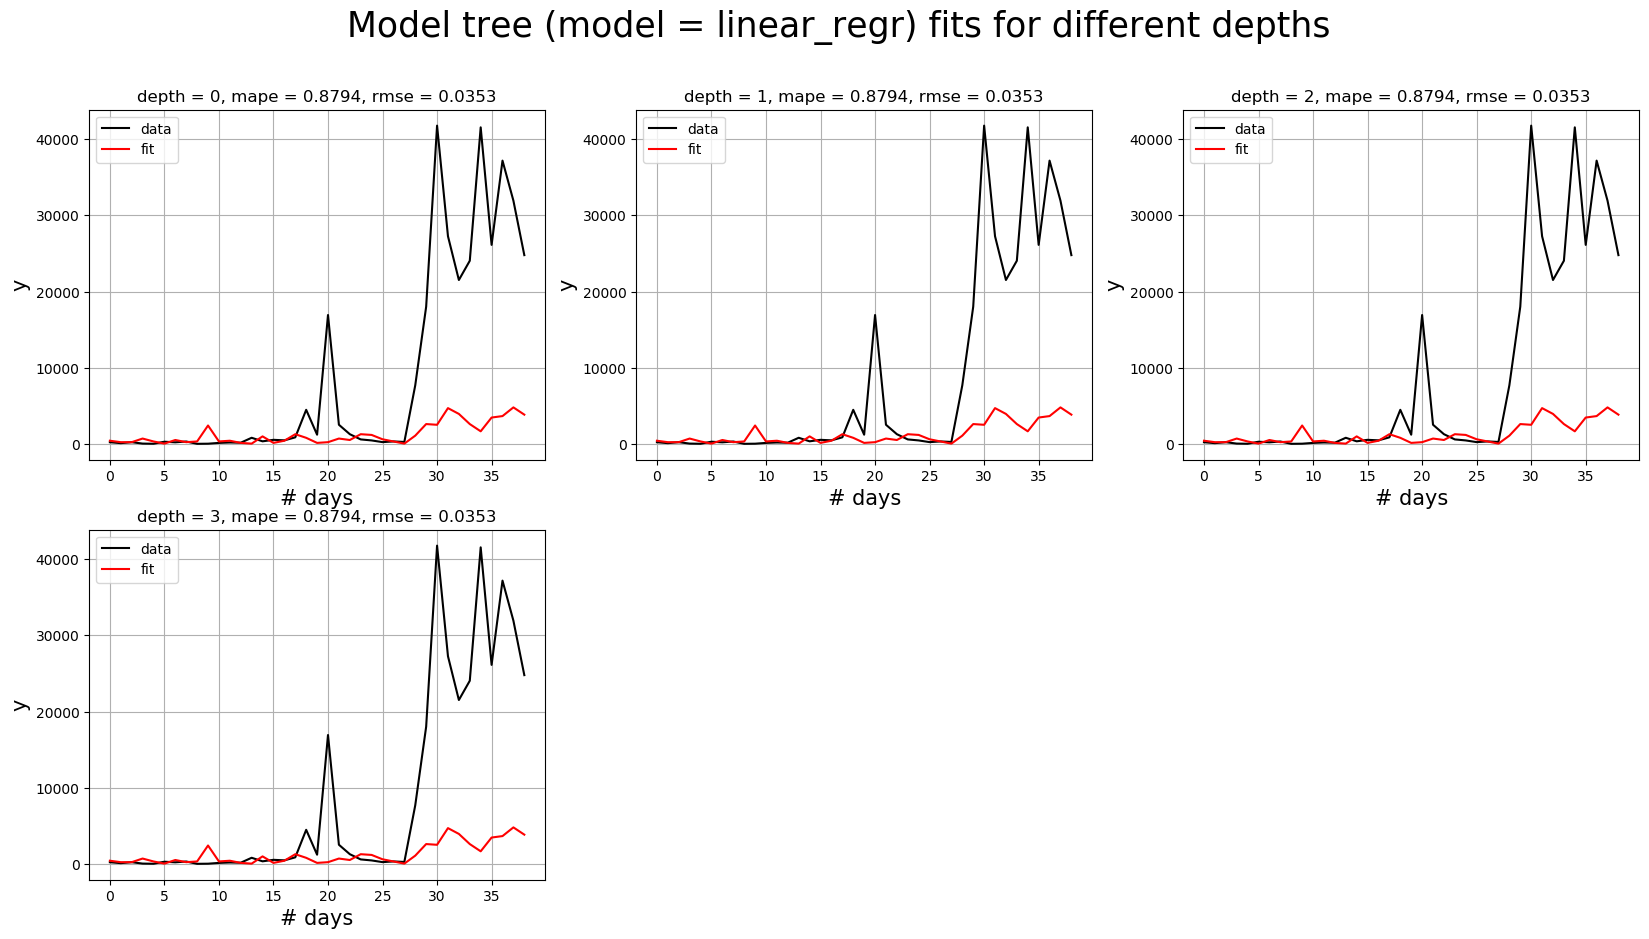 Model tree (model = linear_regr) fits for different depths
depth = 0, mape = 0.8794, rmse = 0.0353
data
fit
40000
30000
20000
10000
0
y
0 5 10 15 20 25 30 35
# days
depth = 1, mape = 0.8794, rmse = 0.0353
data
fit
40000
30000
20000
10000
0
y
0 5 10 15 20 25 30 35
# days
depth = 2, mape = 0.8794, rmse = 0.0353
data
fit
40000
30000
20000
10000
0
y
0 5 10 15 20 25 30 35
# days
depth = 3, mape = 0.8794, rmse = 0.0353
data
fit
40000
30000
20000
10000
0
y
0 5 10 15 20 25 30 35
# days